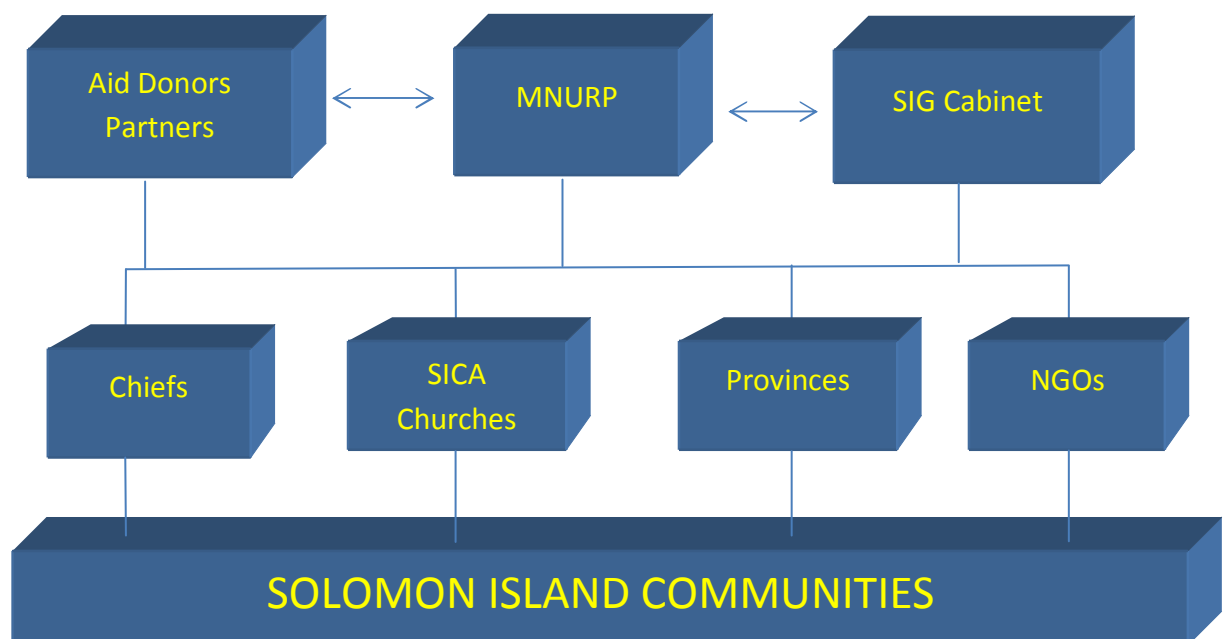 Aid Donors
Partners
MNURP
SIG Cabinet
Chiefs
SICA
Churches
Provinces
NGOs
SOLOMON ISLAND COMMUNITIES